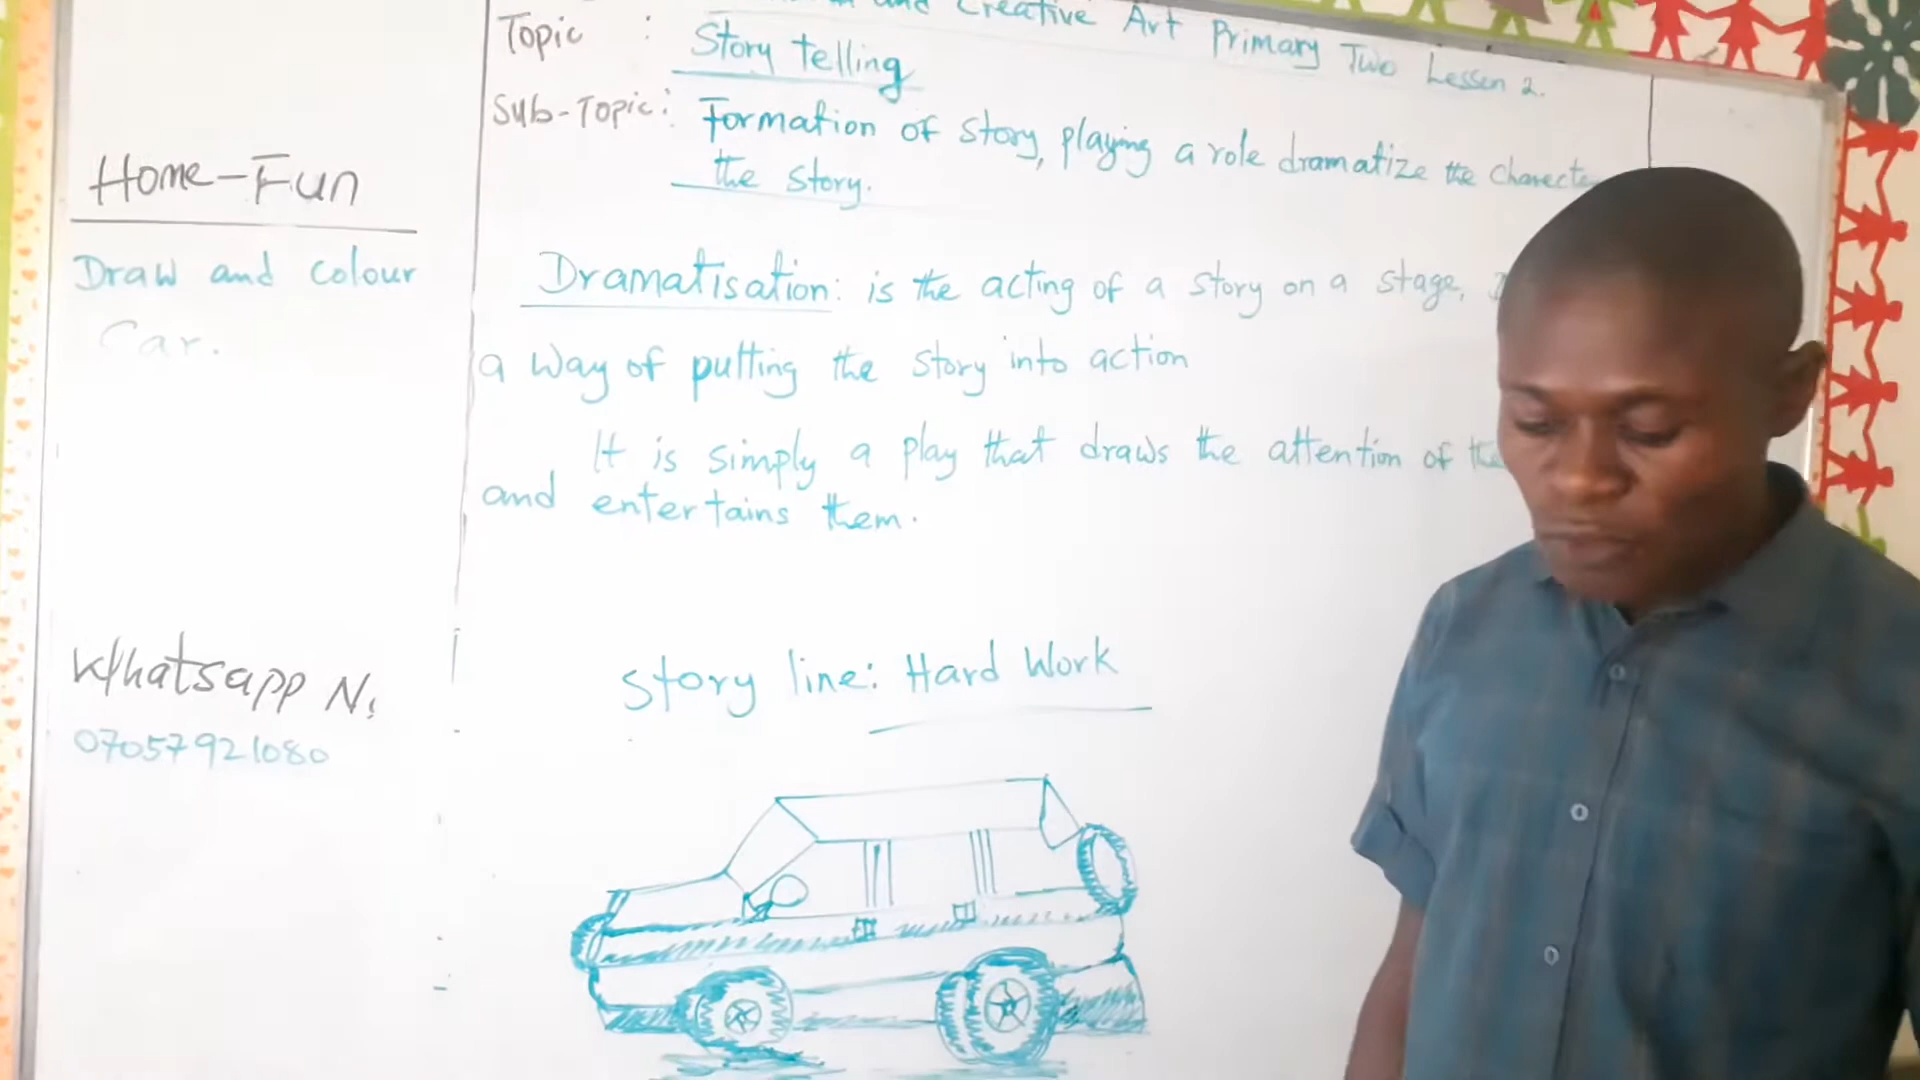 and Creative Art Primary Two Lesson 2.
Topic : Story telling
Sub-Topic: Formation of story, playing a role dramatize the
the story.
Home-Fun
Draw and colour
Car.
Dramatisation: is the acting of a story on a stage,
a way of putting the story into action
It is simply a play that draws the attention of the
and entertains them.
Whatsapp N:
07057921080
Story line: Hard Work